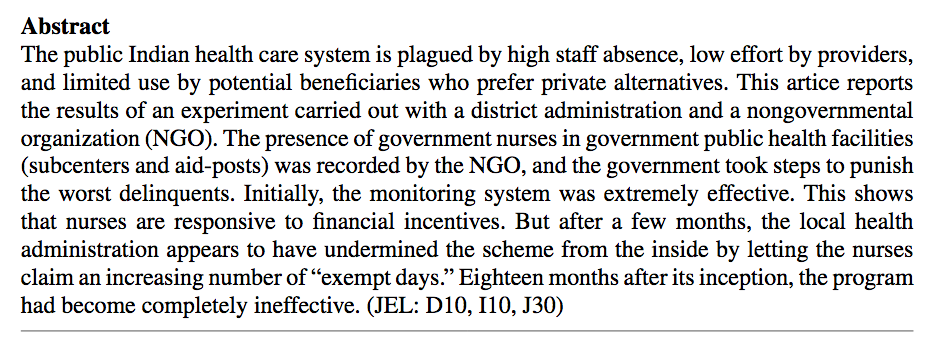 Abstract
The public Indian health care system is plagued by high staff absence, low effort by providers,
and limited use by potential beneficiaries who prefer private alternatives. This artice reports
the results of an experiment carried out with a district administration and a nongovernmental
organization (NGO). The presence of government nurses in government public health facilities
(subcenters and aid-posts) was recorded by the NGO, and the government took steps to punish
the worst delinquents. Initially, the monitoring system was extremely effective. This shows
that nurses are responsive to financial incentives. But after a few months, the local health
administration appears to have undermined the scheme from the inside by letting the nurses
claim an increasing number of “exempt days.” Eighteen months after its inception, the program
had become completely ineffective. (JEL: D10, I10, J30)